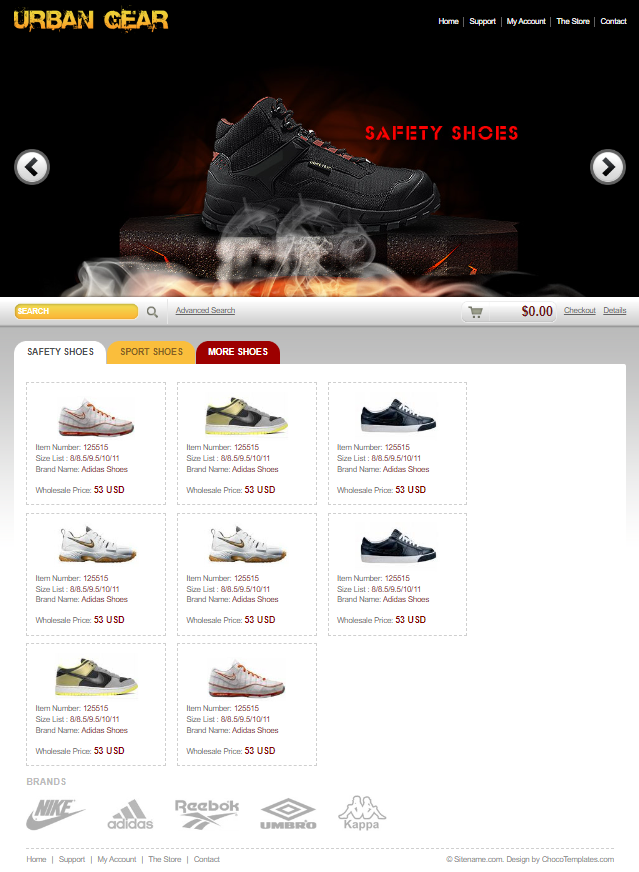 URBAN GEAR
Home | Support | My Account | The Store | Contact
SAFETY SHOES
SEARCH
Advanced Search
$0.00
Checkout
Details
SAFETY SHOES
SPORT SHOES
MORE SHOES
Item Number: 125515
Size List : 8/8.5/9.5/10/11
Brand Name: Adidas Shoes
Wholesale Price: 53 USD
Item Number: 125515
Size List : 8/8.5/9.5/10/11
Brand Name: Adidas Shoes
Wholesale Price: 53 USD
Item Number: 125515
Size List : 8/8.5/9.5/10/11
Brand Name: Adidas Shoes
Wholesale Price: 53 USD
Item Number: 125515
Size List : 8/8.5/9.5/10/11
Brand Name: Adidas Shoes
Wholesale Price: 53 USD
Item Number: 125515
Size List : 8/8.5/9.5/10/11
Brand Name: Adidas Shoes
Wholesale Price: 53 USD
Item Number: 125515
Size List : 8/8.5/9.5/10/11
Brand Name: Adidas Shoes
Wholesale Price: 53 USD
Item Number: 125515
Size List : 8/8.5/9.5/10/11
Brand Name: Adidas Shoes
Wholesale Price: 53 USD
Item Number: 125515
Size List : 8/8.5/9.5/10/11
Brand Name: Adidas Shoes
Wholesale Price: 53 USD
BRANDS
NIKE
adidas
Reebok
UMBRO
Kappa
Home | Support | My Account | The Store | Contact
© Sitename.com. Design by ChocoTemplates.com